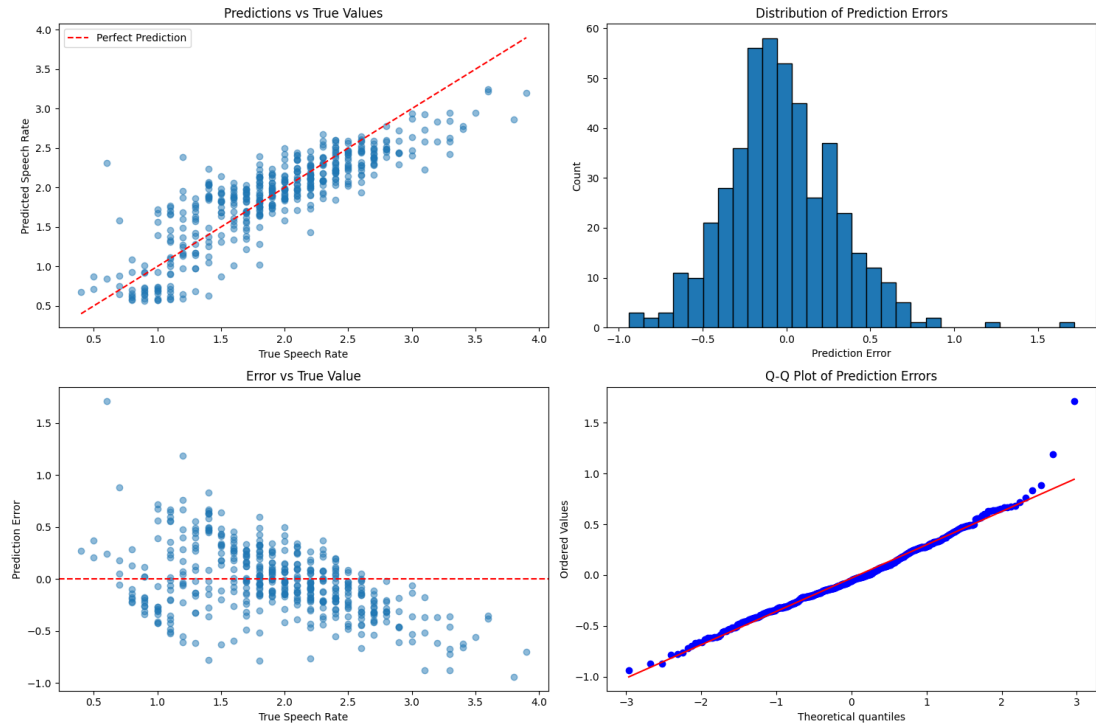 Predictions vs True Values
Perfect Prediction
Predicted Speech Rate
4.0
3.5
3.0
2.5
2.0
1.5
1.0
0.5
0.5 1.0 1.5 2.0 2.5 3.0 3.5 4.0
True Speech Rate
Distribution of Prediction Errors
Count
60
50
40
30
20
10
0
−1.0 −0.5 0.0 0.5 1.0 1.5
Prediction Error
Error vs True Value
Prediction Error
1.5
1.0
0.5
0.0
−0.5
−1.0
0.5 1.0 1.5 2.0 2.5 3.0 3.5 4.0
True Speech Rate
Q-Q Plot of Prediction Errors
Ordered Values
1.5
1.0
0.5
0.0
−0.5
−1.0
−3 −2 −1 0 1 2 3
Theoretical quantiles